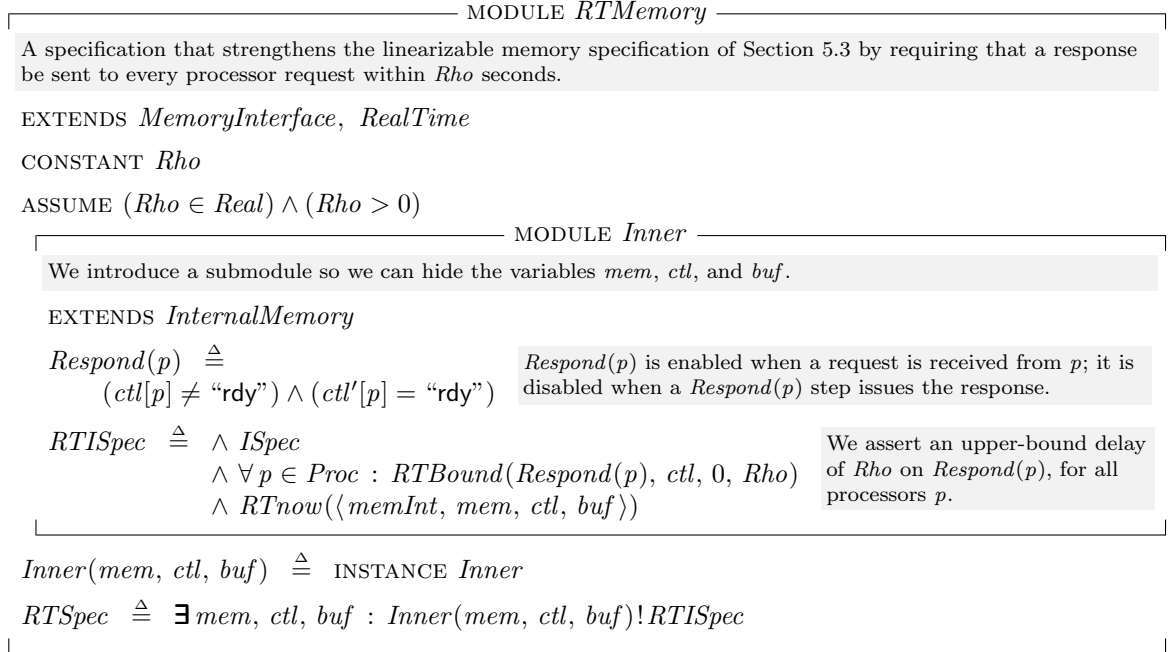 MODULE RTMemory
A specification that strengthens the linearizable memory specification of Section 5.3 by requiring that a response
be sent to every processor request within Rho seconds.
EXTENDS MemoryInterface, RealTime
CONSTANT Rho
ASSUME (Rho ∈ Real) ∧ (Rho > 0)
MODULE Inner
We introduce a submodule so we can hide the variables mem, ctl, and buf.
EXTENDS InternalMemory
Respond(p) ≜
(ctl[p] ≠ “rdy”) ∧ (ctl′[p] = “rdy”)
Respond(p) is enabled when a request is received from p; it is
disabled when a Respond(p) step issues the response.
RTISpec ≜ ∧ ISpec
∧ ∀ p ∈ Proc : RTBound(Respond(p), ctl, 0, Rho)
∧ RTnow(⟨memInt, mem, ctl, buf⟩)
We assert an upper-bound delay
of Rho on Respond(p), for all
processors p.
Inner(mem, ctl, buf) ≜ INSTANCE Inner
RTSpec ≜ ∃ mem, ctl, buf : Inner(mem, ctl, buf)!RTISpec